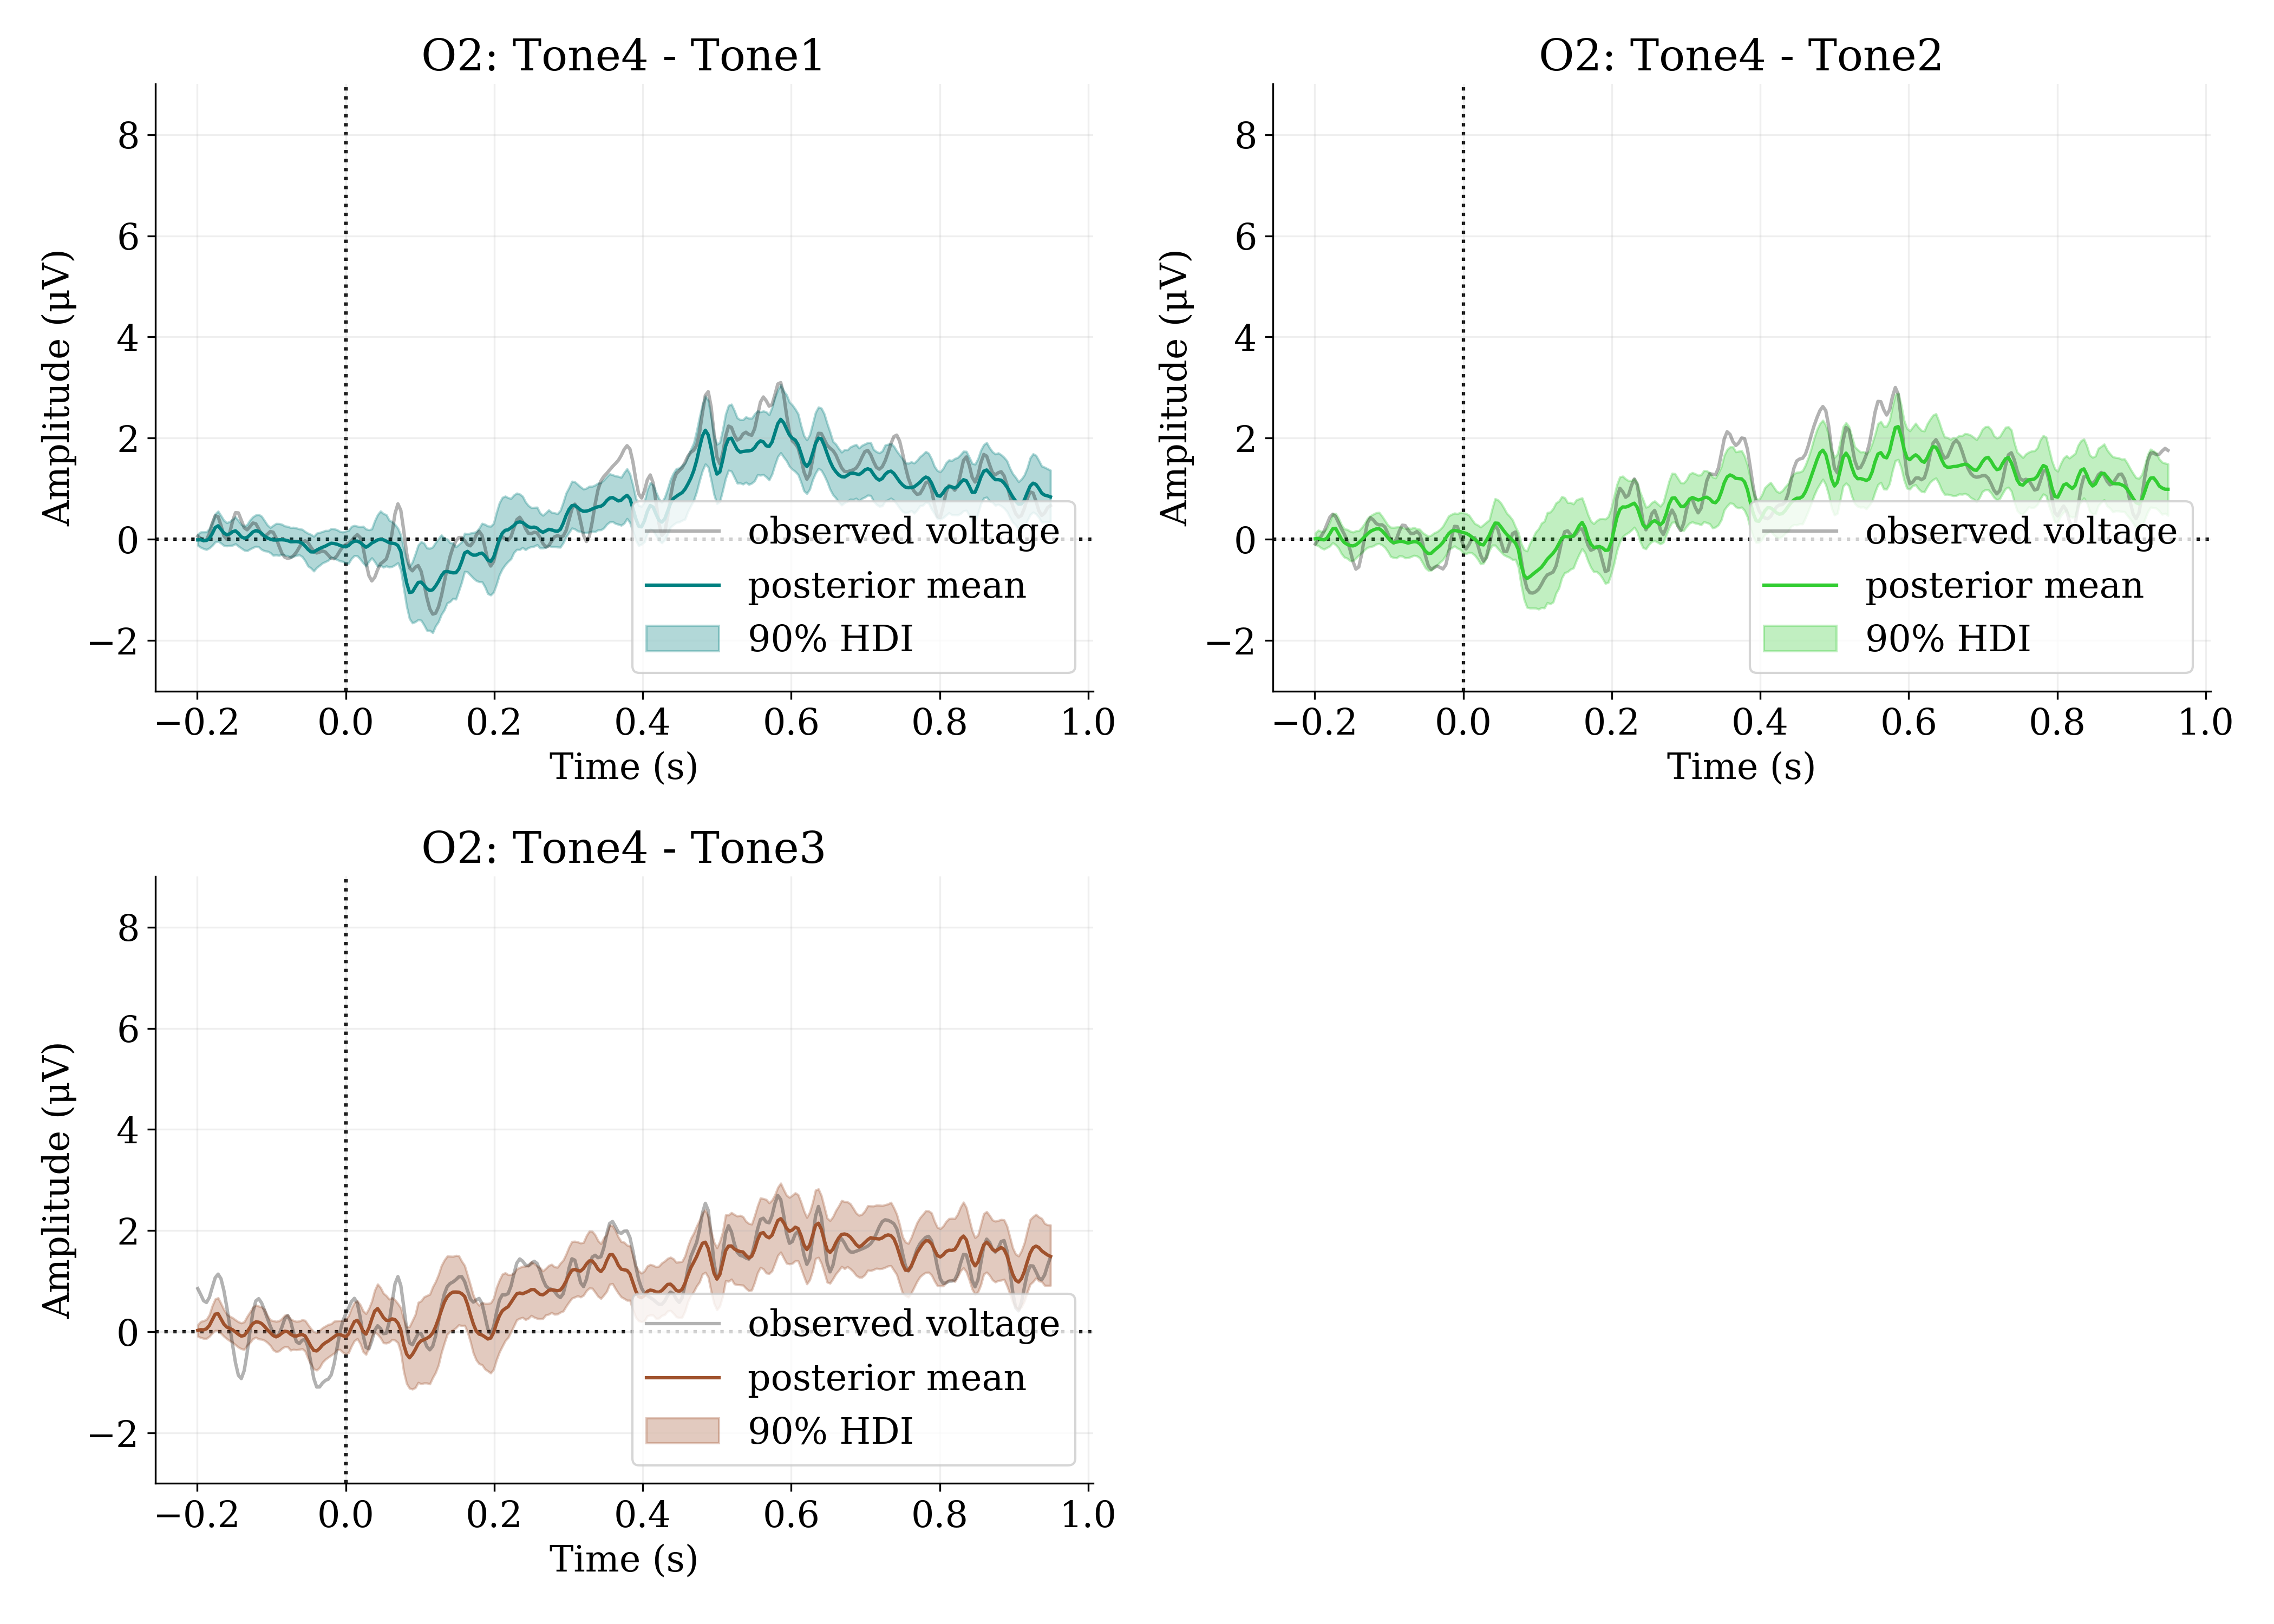 O2: Tone4 - Tone1
Amplitude (µV)
8
6
4
2
0
−2
observed voltage
posterior mean
90% HDI
−0.2 0.0 0.2 0.4 0.6 0.8 1.0
Time (s)
O2: Tone4 - Tone2
Amplitude (µV)
8
6
4
2
0
−2
observed voltage
posterior mean
90% HDI
−0.2 0.0 0.2 0.4 0.6 0.8 1.0
Time (s)
O2: Tone4 - Tone3
Amplitude (µV)
8
6
4
2
0
−2
observed voltage
posterior mean
90% HDI
−0.2 0.0 0.2 0.4 0.6 0.8 1.0
Time (s)